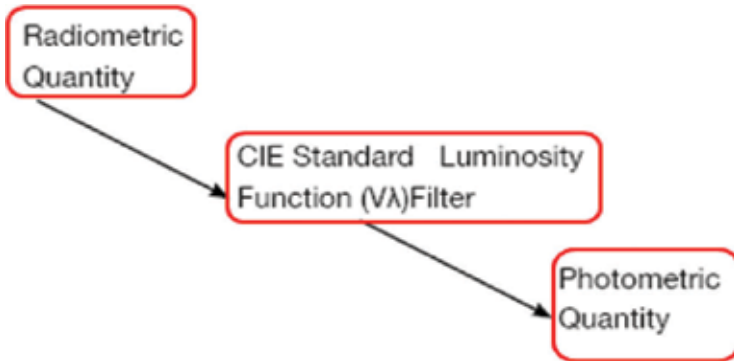 Radiometric
Quantity
CIE Standard Luminosity
Function (Vλ)Filter
Photometric
Quantity